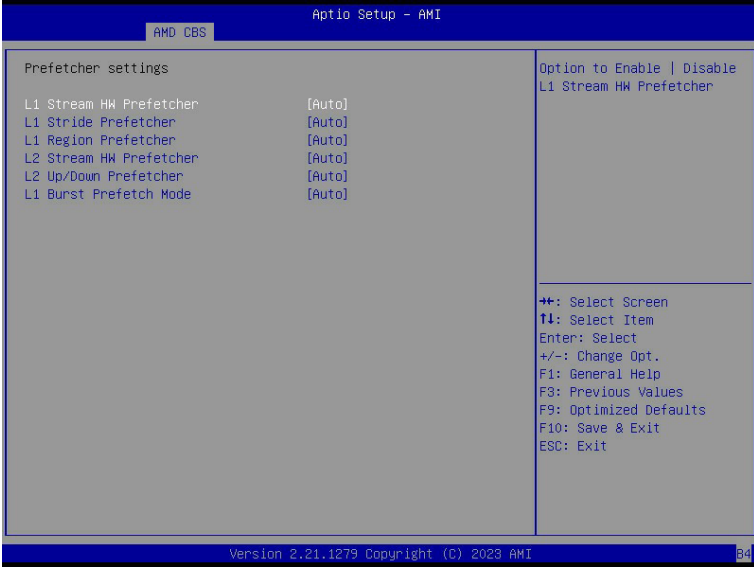 Aptio Setup - AMI
AMD CBS
Prefetcher settings
L1 Stream HW Prefetcher [Auto]
L1 Stride Prefetcher [Auto]
L1 Region Prefetcher [Auto]
L2 Stream HW Prefetcher [Auto]
L2 Up/Down Prefetcher [Auto]
L1 Burst Prefetch Mode [Auto]
Option to Enable | Disable
L1 Stream HW Prefetcher
→←: Select Screen
↑↓: Select Item
Enter: Select
+/-: Change Opt.
F1: General Help
F3: Previous Values
F9: Optimized Defaults
F10: Save & Exit
ESC: Exit
Version 2.21.1279 Copyright (C) 2023 AMI
B4